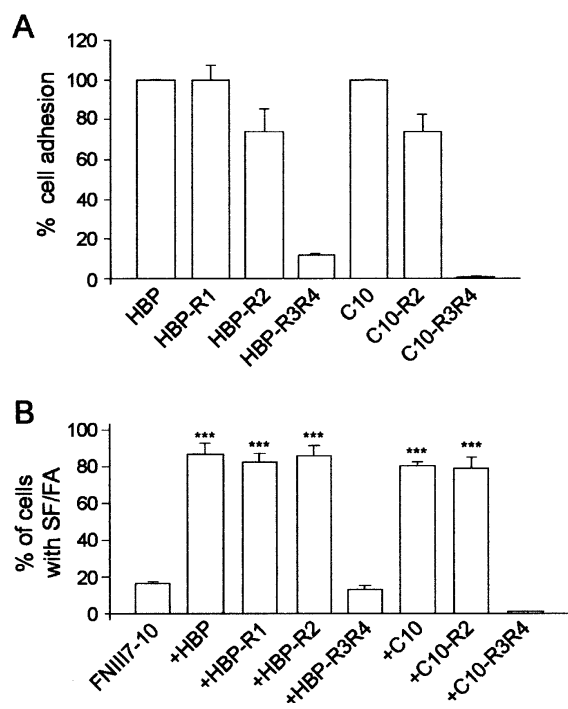 A
% cell adhesion
120
100
80
60
40
20
0
HBP
HBP-R1
HBP-R2
HBP-R3R4
C10
C10-R2
C10-R3R4
B
% of cells
with SF/FA
100
80
60
40
20
0
***
***
***
***
***
FNIII7-10
+HBP
+HBP-R1
+HBP-R2
+HBP-R3R4
+C10
+C10-R2
+C10-R3R4